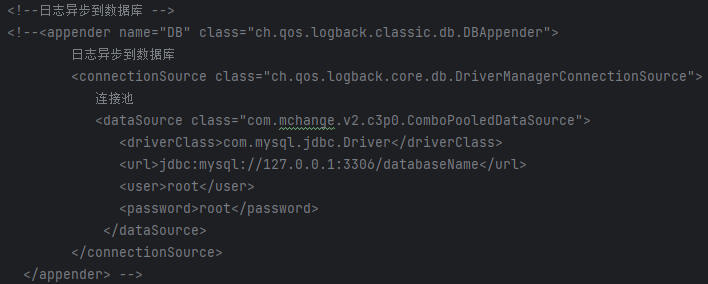 <!--日志异步到数据库 -->
<!--<appender name="DB" class="ch.qos.logback.classic.db.DBAppender">
日志异步到数据库
<connectionSource class="ch.qos.logback.core.db.DriverManagerConnectionSource">
连接池
<dataSource class="com.mchange.v2.c3p0.ComboPooledDataSource">
<driverClass>com.mysql.jdbc.Driver</driverClass>
<url>jdbc:mysql://127.0.0.1:3306/databaseName</url>
<user>root</user>
<password>root</password>
</dataSource>
</connectionSource>
</appender> -->